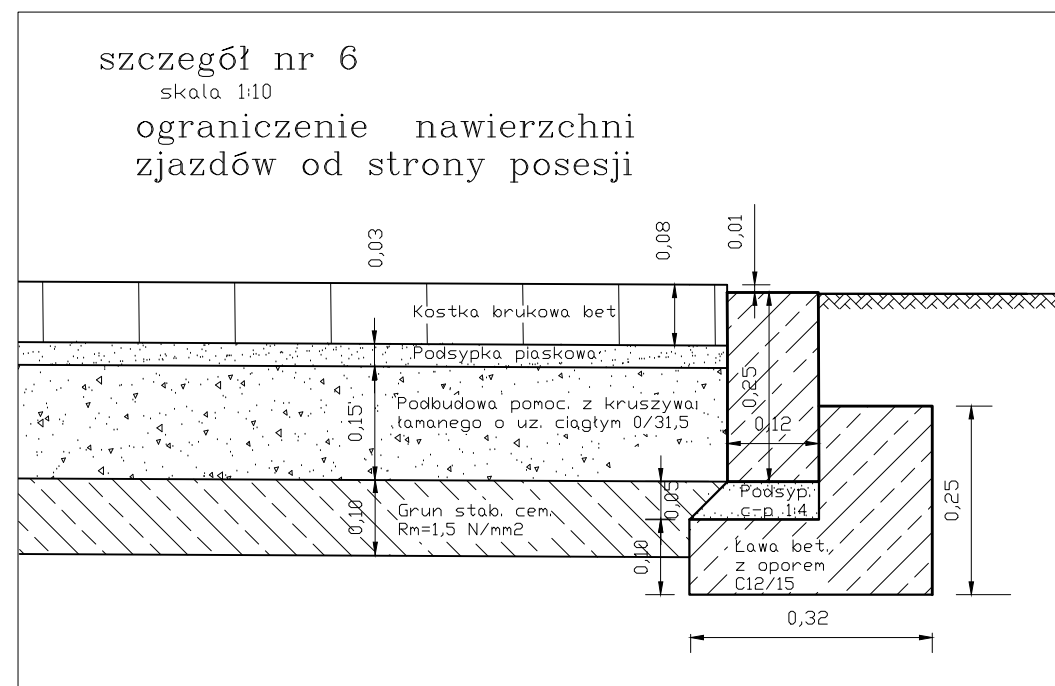 szczegół nr 6
skala 1:10
ograniczenie nawierzchni
zjazdów od strony posesji
0,03
0,08
0,01
Kostka brukowa bet
Podsypka piaskowa
0,25
0,15
Podbudowa pomoc. z kruszywa
łamanego o uz. ciągłym 0/31,5
0,12
0,10
Grun stab. cem.
Rm=1,5 N/mm2
0,05
Podsyp.
c-p 1:4
0,25
0,10
Ława bet.
z oporem
C12/15
0,32